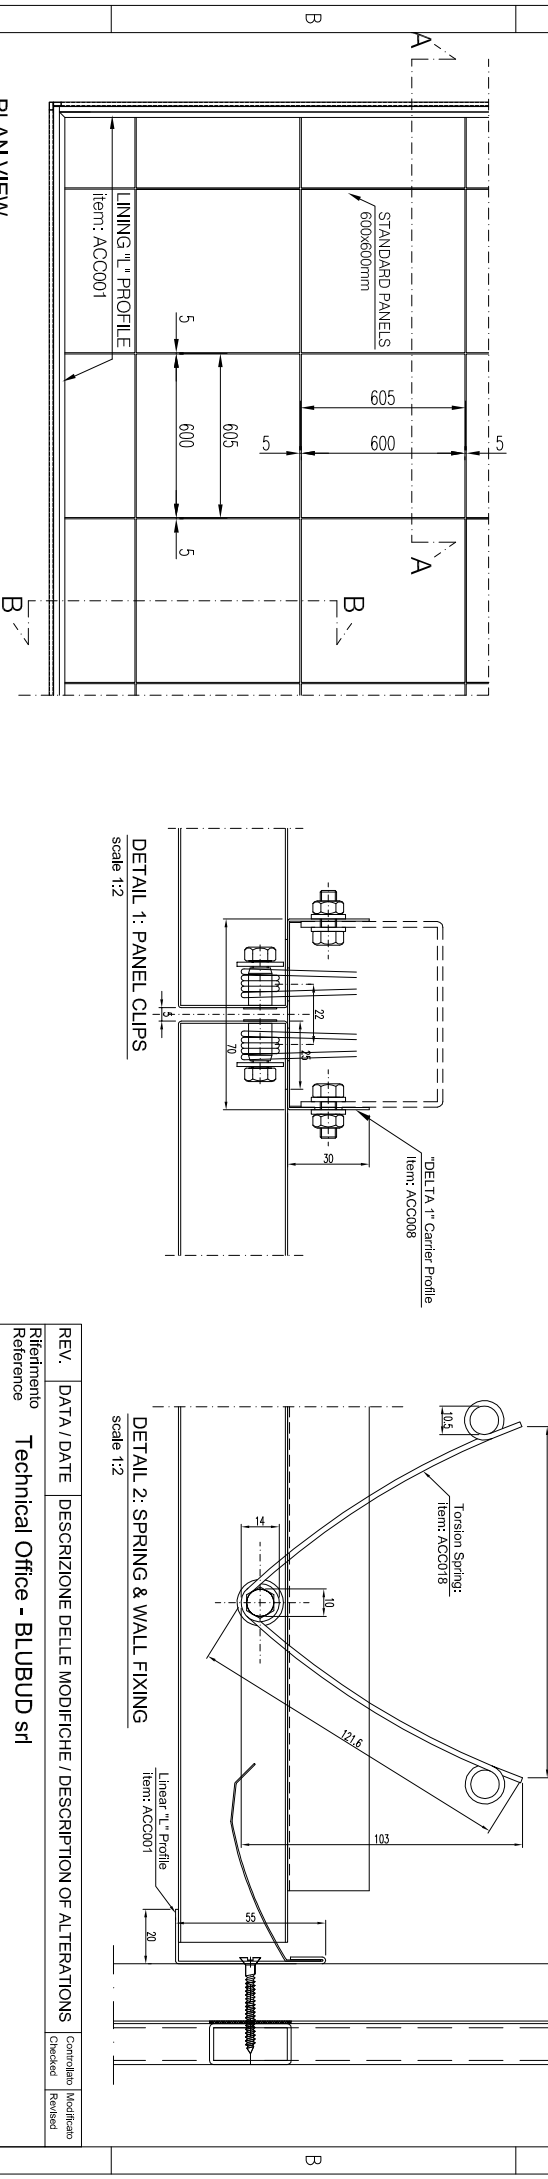 B
A
A
STANDARD PANELS
600x600mm
605
600
5
5
605
600
5
5
LINING "L" PROFILE
item: ACC001
B
B
PLAN VIEW
"DELTA 1" Carrier Profile
Item: ACC008
30
22
25
70
5
DETAIL 1: PANEL CLIPS
scale 1:2
10.5
Torsion Spring:
item: ACC018
14
10
121.6
103
DETAIL 2: SPRING & WALL FIXING
scale 1:2
Linear "L" Profile
item: ACC001
55
20
REV.
DATA / DATE
DESCRIZIONE DELLE MODIFICHE / DESCRIPTION OF ALTERATIONS
Controllato
Checked
Modificato
Revised
Riferimento
Reference
Technical Office - BLUBUD srl
B